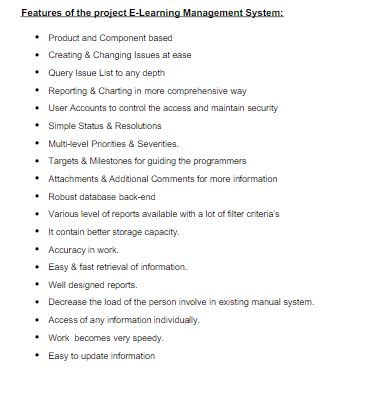 Features of the project E-Learning Management System:
• Product and Component based
• Creating & Changing Issues at ease
• Query Issue List to any depth
• Reporting & Charting in more comprehensive way
• User Accounts to control the access and maintain security
• Simple Status & Resolutions
• Multi-level Priorities & Severities.
• Targets & Milestones for guiding the programmers
• Attachments & Additional Comments for more information
• Robust database back-end
• Various level of reports available with a lot of filter criteria's
• It contain better storage capacity.
• Accuracy in work.
• Easy & fast retrieval of information.
• Well designed reports.
• Decrease the load of the person involve in existing manual system.
• Access of any information individually.
• Work becomes very speedy.
• Easy to update information